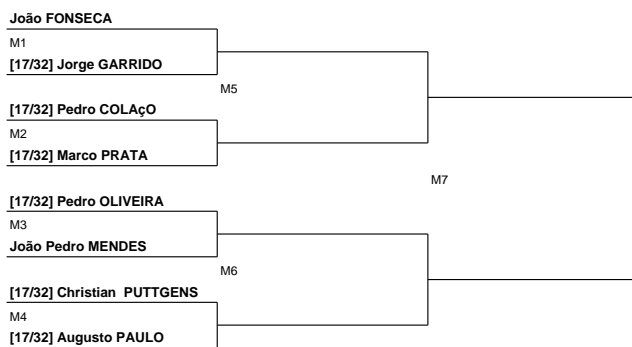 João FONSECA
M1
[17/32] Jorge GARRIDO
M5
[17/32] Pedro COLAçO
M2
[17/32] Marco PRATA
M7
[17/32] Pedro OLIVEIRA
M3
João Pedro MENDES
M6
[17/32] Christian  PUTTGENS
M4
[17/32] Augusto PAULO